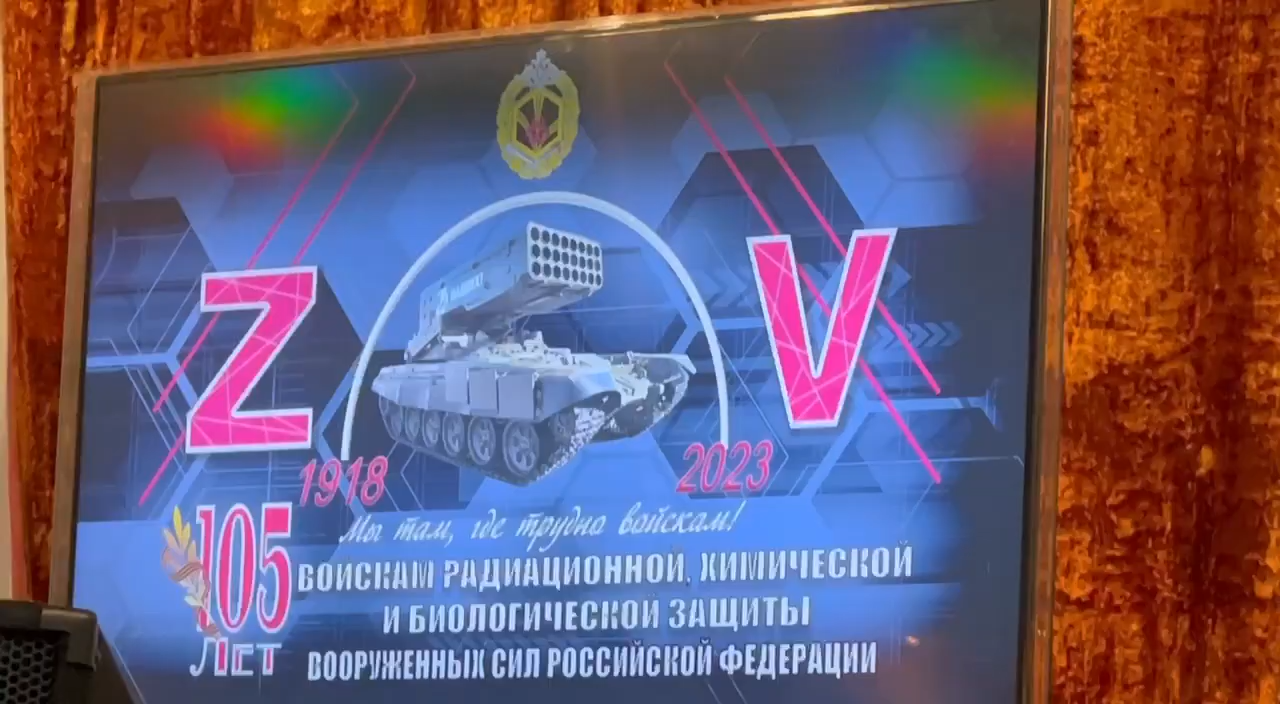 Z
V
1918
2023
Мы там, где трудно войскам!
105
ЛЕТ
ВОЙСКАМ РАДИАЦИОННОЙ, ХИМИЧЕСКОЙ
И БИОЛОГИЧЕСКОЙ ЗАЩИТЫ
ВООРУЖЕННЫХ СИЛ РОССИЙСКОЙ ФЕДЕРАЦИИ